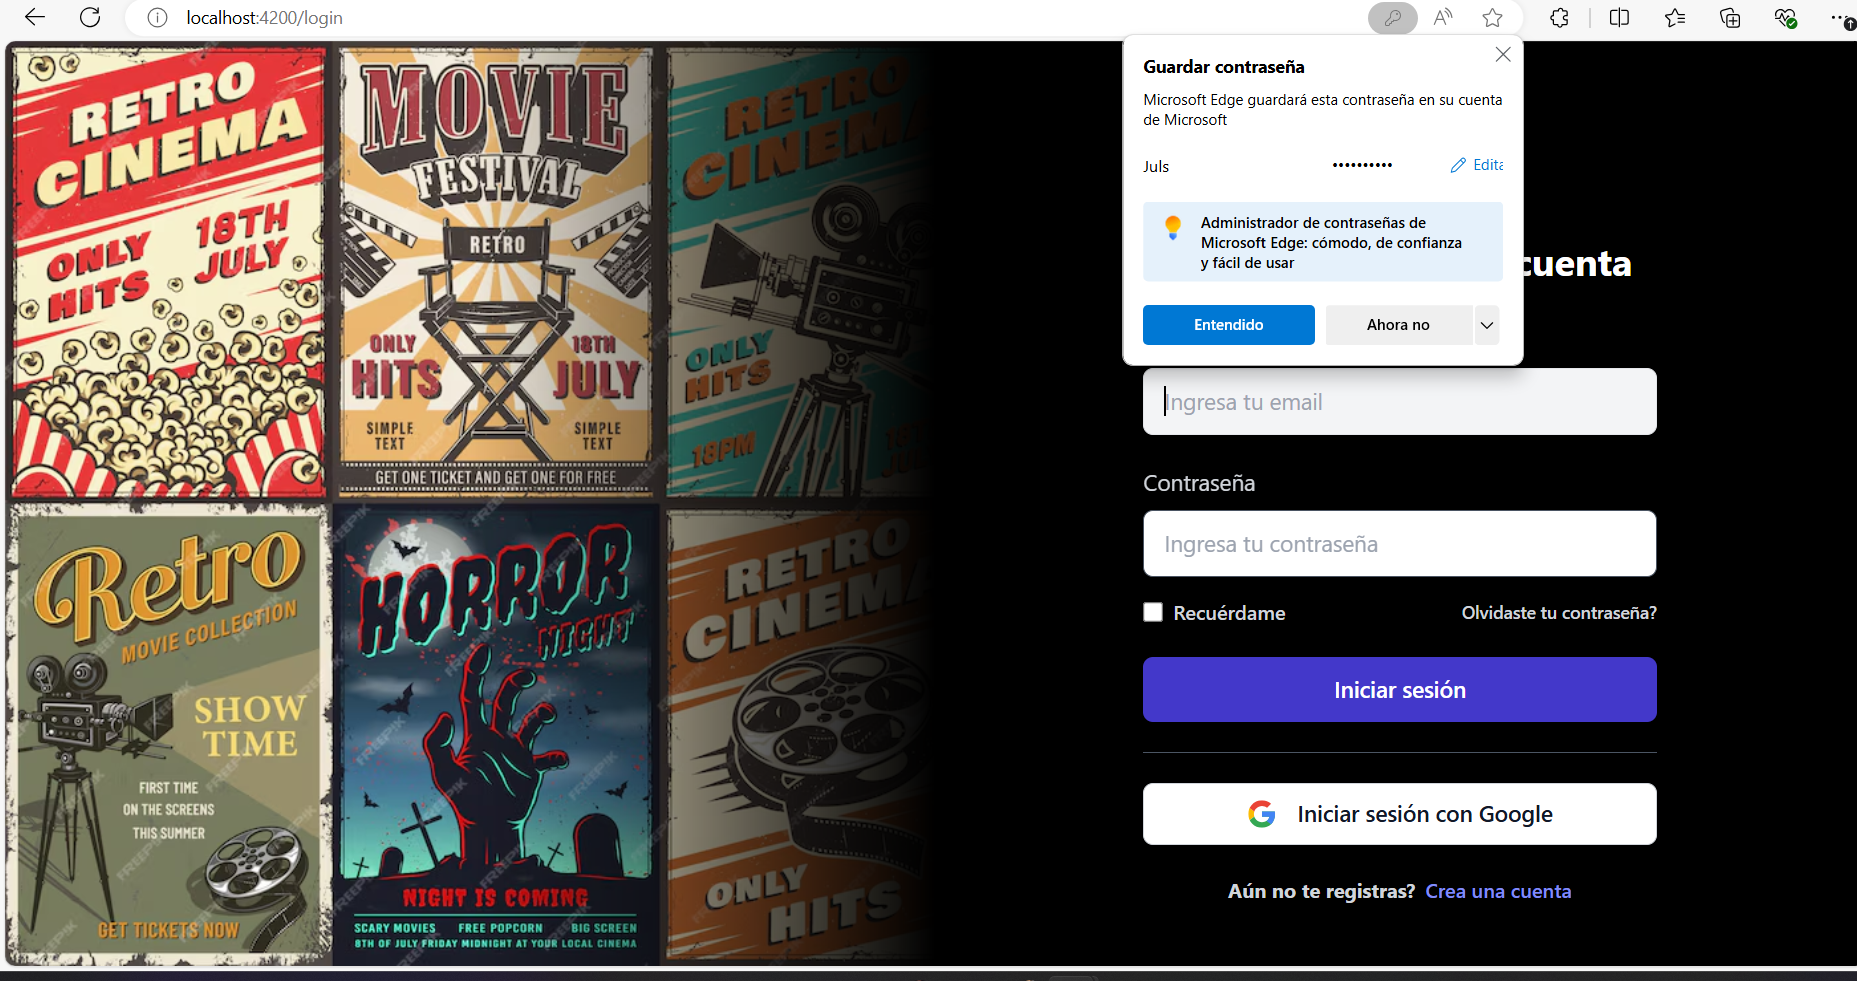 localhost:4200/login
Guardar contraseña
Microsoft Edge guardará esta contraseña en su cuenta
de Microsoft
Juls
••••••••••
Edita
Administrador de contraseñas de
Microsoft Edge: cómodo, de confianza
y fácil de usar
Entendido
Ahora no
cuenta
Ingresa tu email
Contraseña
Ingresa tu contraseña
Recuérdame
Olvidaste tu contraseña?
Iniciar sesión
Iniciar sesión con Google
Aún no te registras? Crea una cuenta
RETRO
CINEMA
ONLY
HITS
18TH
JULY
MOVIE
FESTIVAL
RETRO
ONLY
HITS
18TH
JULY
SIMPLE
TEXT
SIMPLE
TEXT
GET ONE TICKET AND GET ONE FOR FREE
RETRO
CINEMA
ONLY
HITS
18PM
Retro
MOVIE COLLECTION
SHOW
TIME
FIRST TIME
ON THE SCREENS
THIS SUMMER
GET TICKETS NOW
HORROR
NIGHT
NIGHT IS COMING
SCARY MOVIES FREE POPCORN BIG SCREEN
8TH OF JULY FRIDAY MIDNIGHT AT YOUR LOCAL CINEMA
RETRO
CINEMA
ONLY
HITS